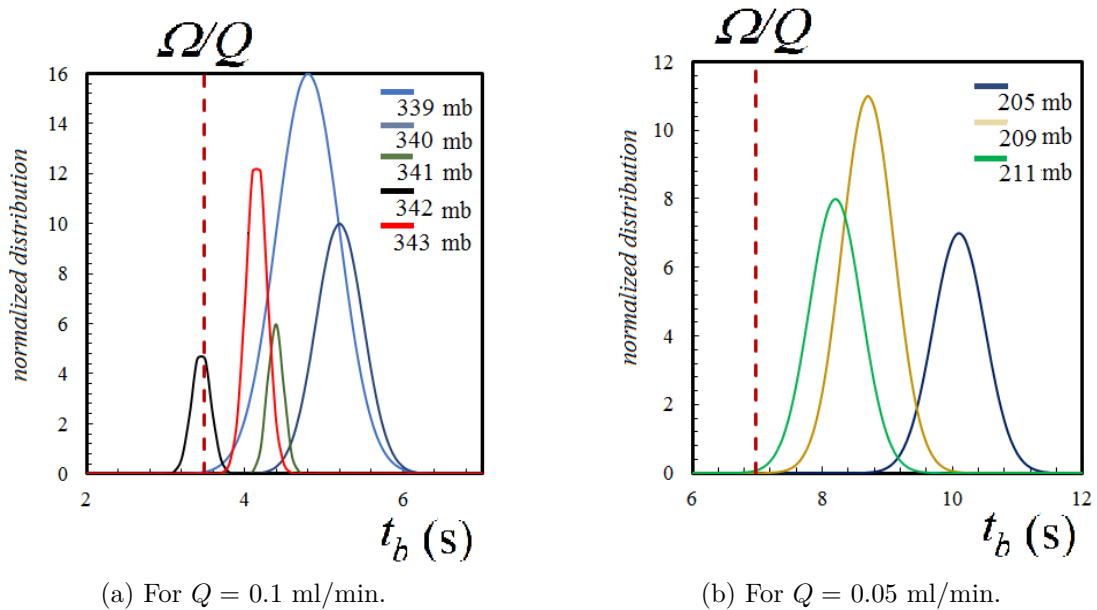 Ω/Q
16
14
12
10
8
6
4
2
0
normalized distribution
339 mb
340 mb
341 mb
342 mb
343 mb
2
4
6
t_b (s)
(a) For Q = 0.1 ml/min.
Ω/Q
12
10
8
6
4
2
0
normalized distribution
205 mb
209 mb
211 mb
6
8
10
12
t_b (s)
(b) For Q = 0.05 ml/min.